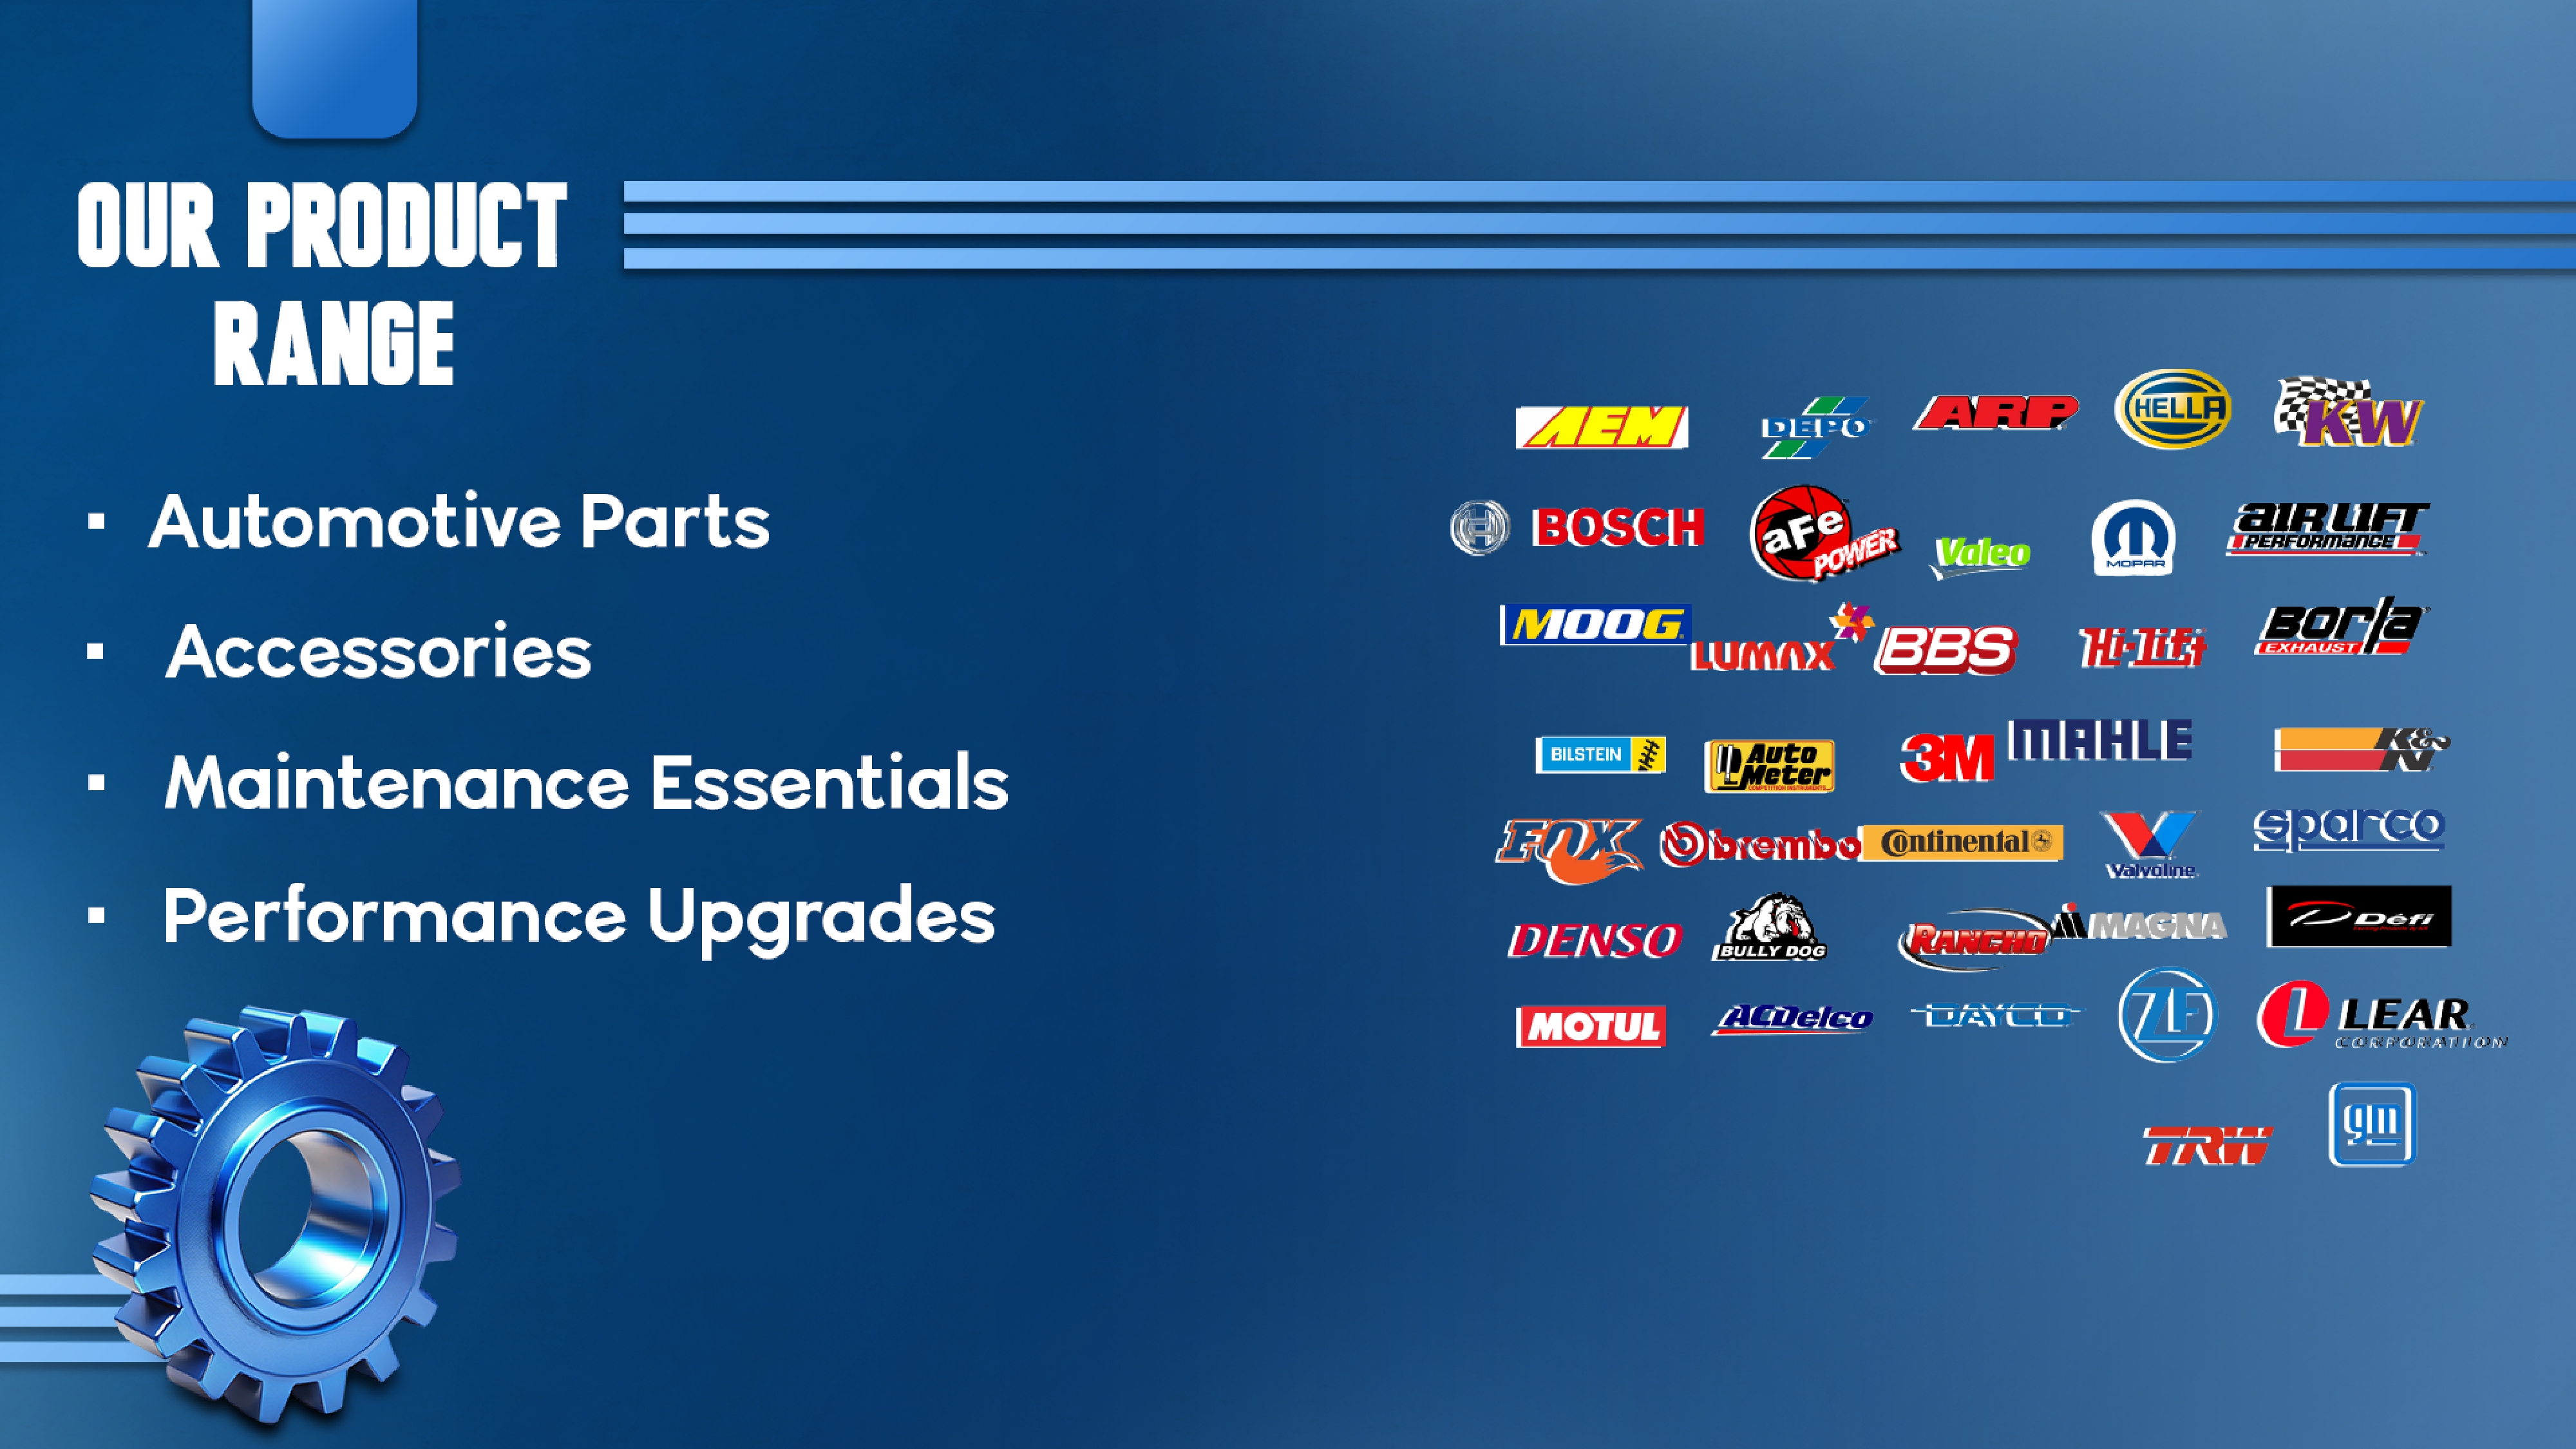 OUR PRODUCT
RANGE
▪ Automotive Parts
▪ Accessories
▪ Maintenance Essentials
▪ Performance Upgrades
AEM
DEPO
ARP
HELLA
KW
BOSCH
aFe
POWER
Valeo
MOPAR
AIR LIFT
PERFORMANCE
MOOG
LUMAX
BBS
Hi-Lift
BORLA
EXHAUST
BILSTEIN
Auto
Meter
COMPETITION INSTRUMENTS
3M
MAHLE
K&N
FOX
brembo
Continental
Valvoline
sparco
DENSO
BULLY DOG
RANCHO
MAGNA
Défi
MOTUL
ACDelco
DAYCO
ZF
L LEAR
CORPORATION
TRW
gm